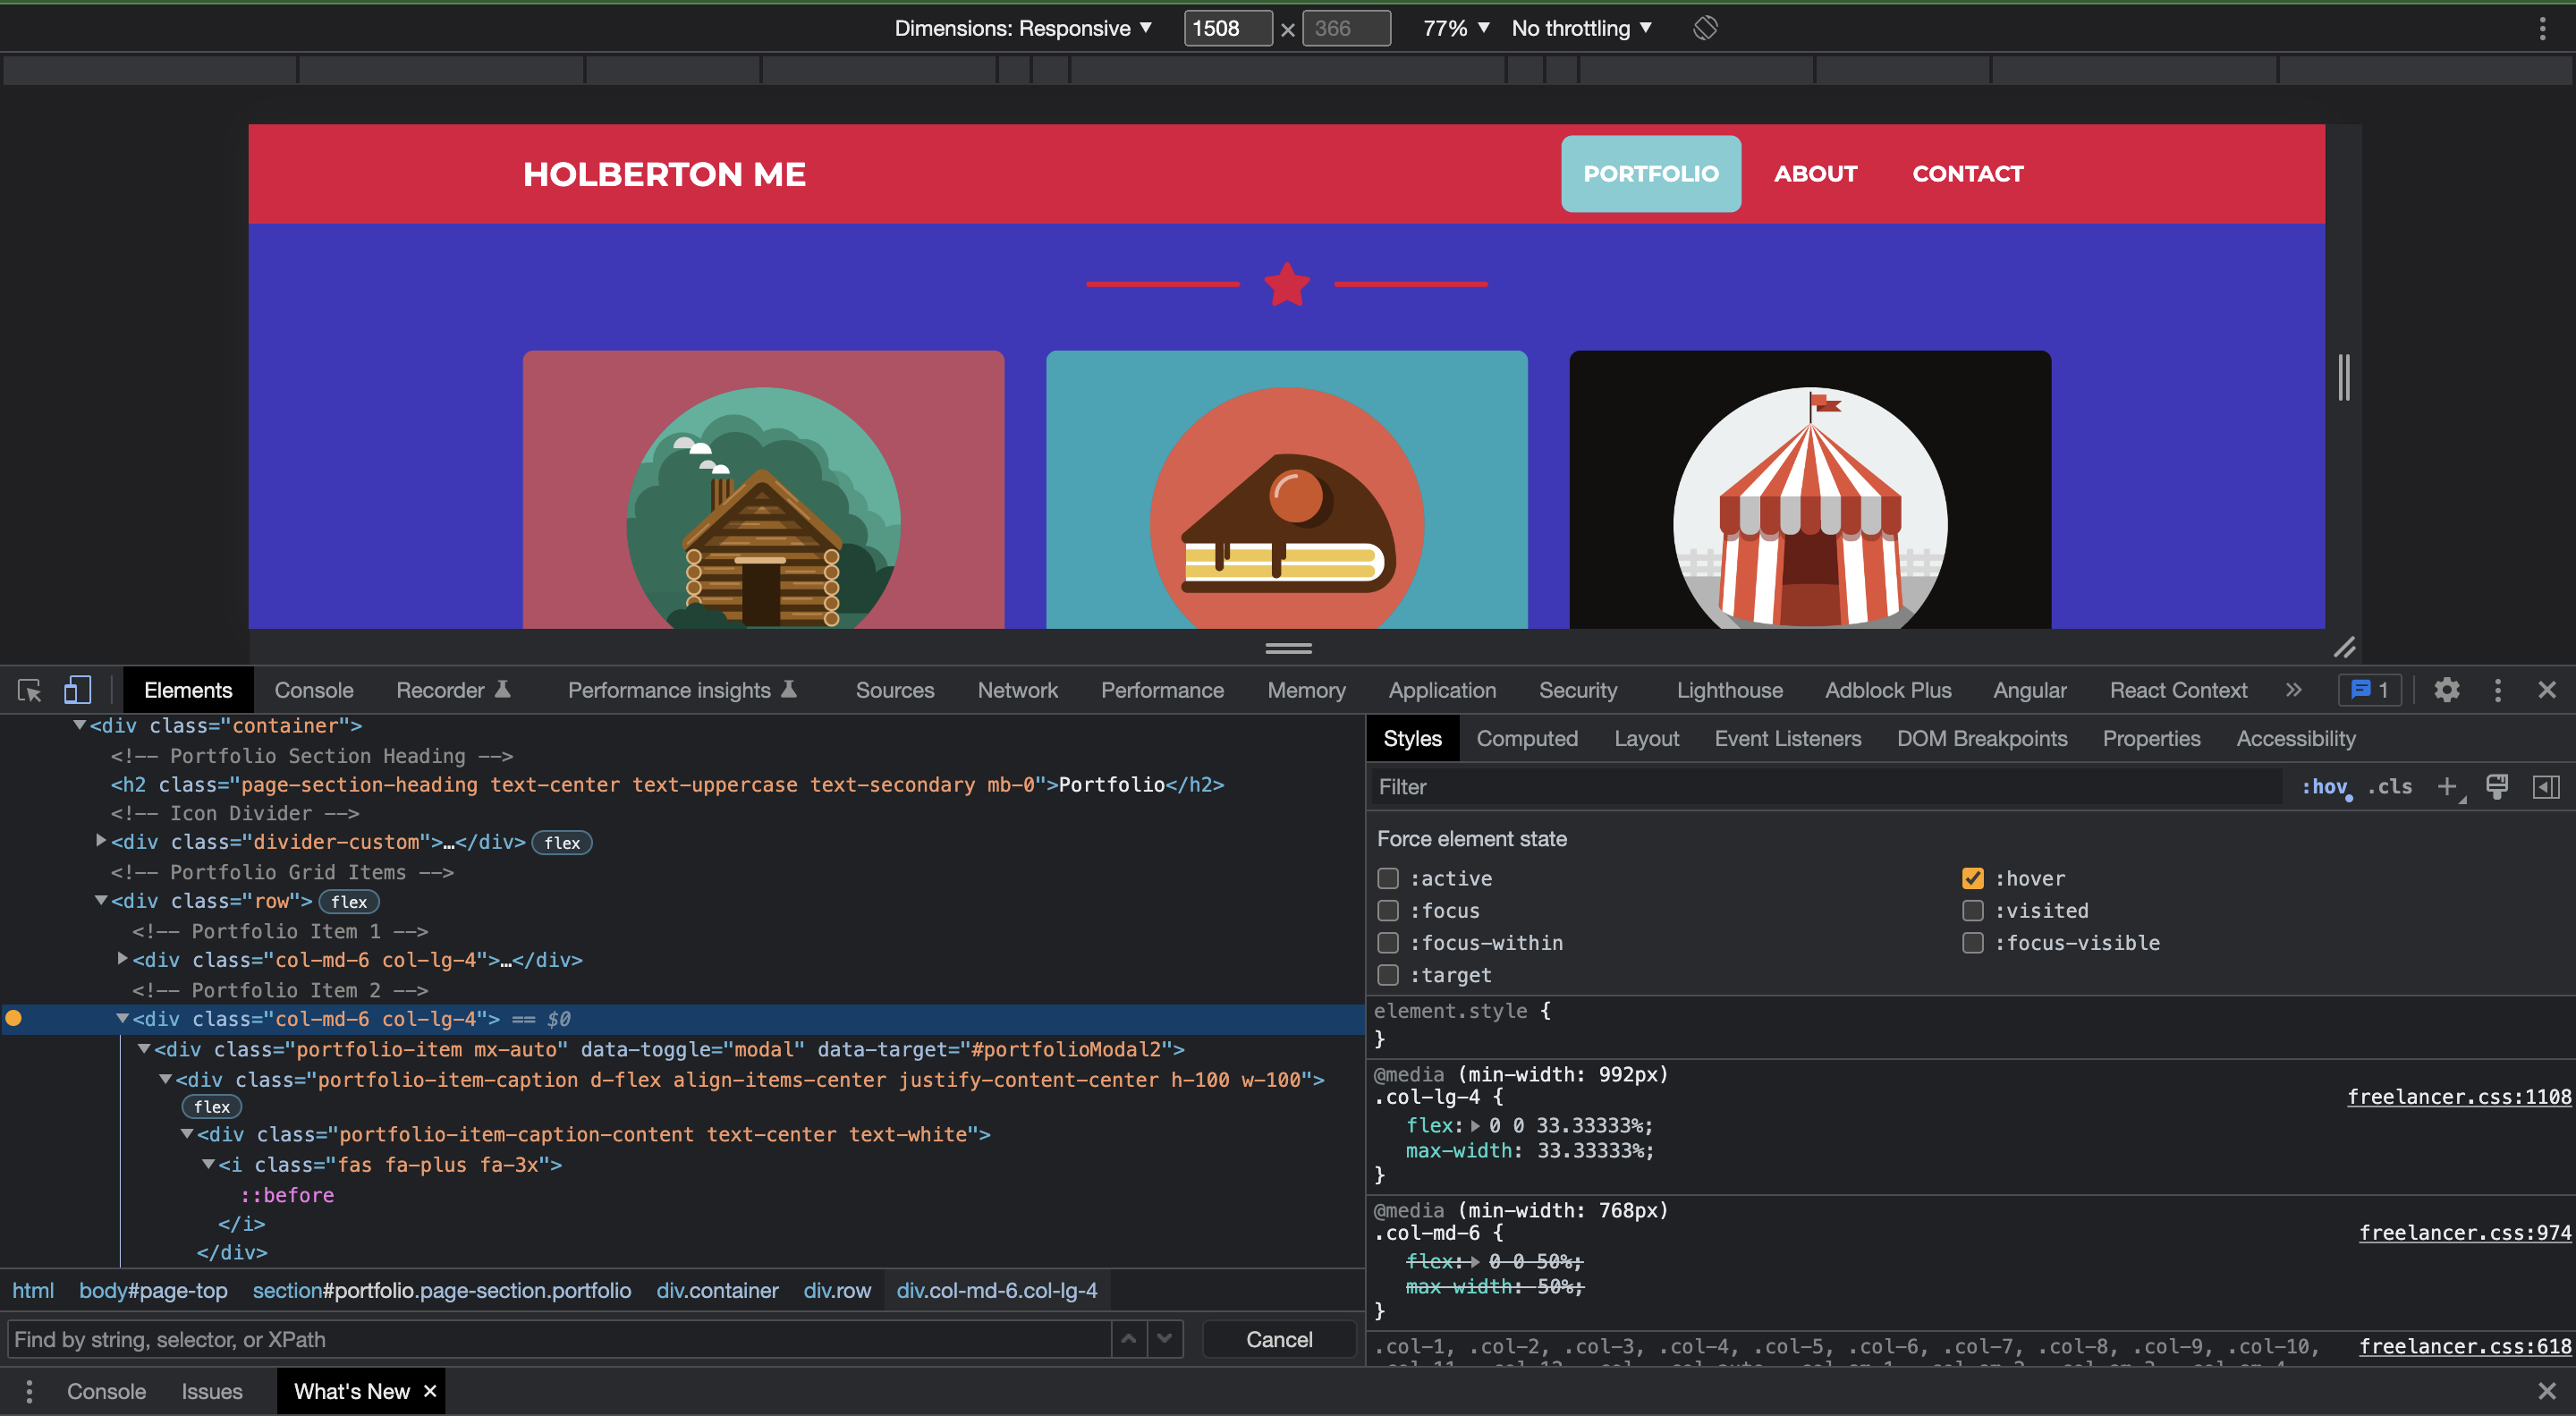 Dimensions: Responsive ▼ 1508 × 366 77% ▼ No throttling ▼
HOLBERTON ME PORTFOLIO ABOUT CONTACT
Elements Console Recorder Performance insights Sources Network Performance Memory Application Security Lighthouse Adblock Plus Angular React Context » 1
<div class="container">
<!-- Portfolio Section Heading -->
<h2 class="page-section-heading text-center text-uppercase text-secondary mb-0">Portfolio</h2>
<!-- Icon Divider -->
<div class="divider-custom">…</div> flex
<!-- Portfolio Grid Items -->
<div class="row"> flex
<!-- Portfolio Item 1 -->
<div class="col-md-6 col-lg-4">…</div>
<!-- Portfolio Item 2 -->
<div class="col-md-6 col-lg-4"> == $0
<div class="portfolio-item mx-auto" data-toggle="modal" data-target="#portfolioModal2">
<div class="portfolio-item-caption d-flex align-items-center justify-content-center h-100 w-100">
flex
<div class="portfolio-item-caption-content text-center text-white">
<i class="fas fa-plus fa-3x">
::before
</i>
</div>
html body#page-top section#portfolio.page-section.portfolio div.container div.row div.col-md-6.col-lg-4
Find by string, selector, or XPath Cancel
Styles Computed Layout Event Listeners DOM Breakpoints Properties Accessibility
Filter :hov .cls
Force element state
:active :hover
:focus :visited
:focus-within :focus-visible
:target
element.style {
}
@media (min-width: 992px)
.col-lg-4 { freelancer.css:1108
flex: 0 0 33.33333%;
max-width: 33.33333%;
}
@media (min-width: 768px)
.col-md-6 { freelancer.css:974
flex: 0 0 50%;
max-width: 50%;
}
.col-1, .col-2, .col-3, .col-4, .col-5, .col-6, .col-7, .col-8, .col-9, .col-10, freelancer.css:618
Console Issues What's New ×